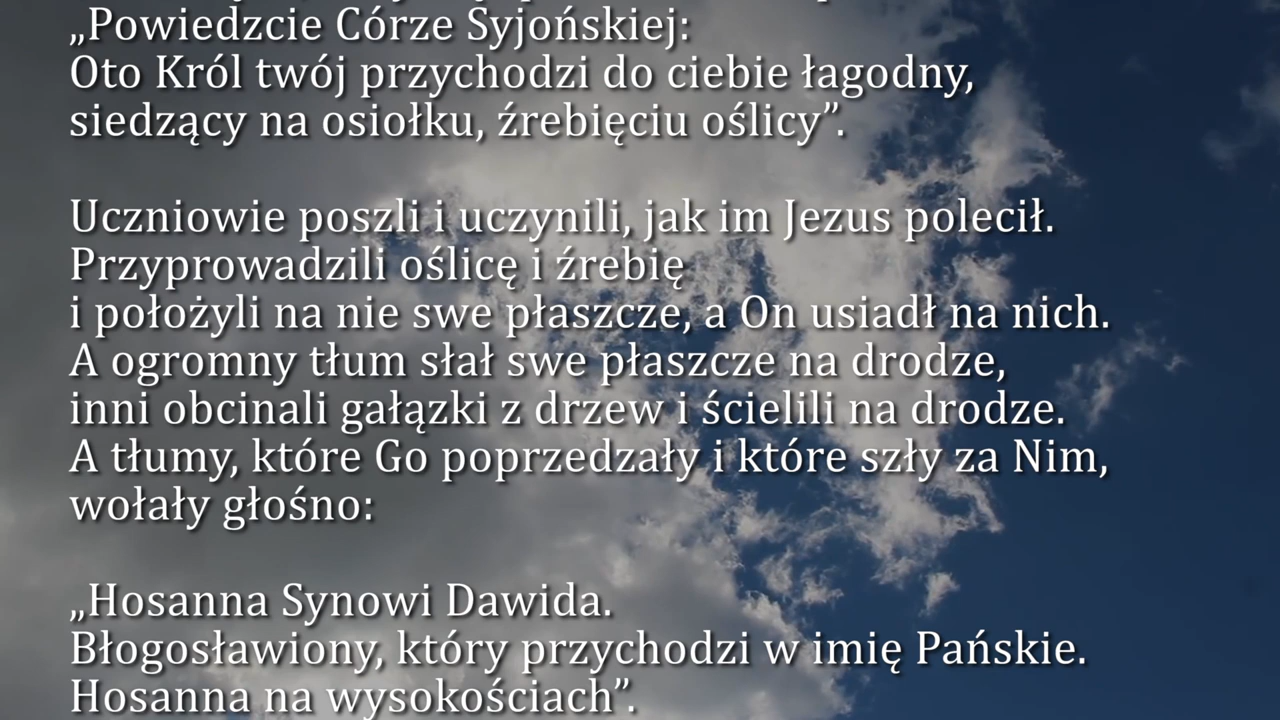 „Powiedzcie Córze Syjońskiej:
Oto Król twój przychodzi do ciebie łagodny,
siedzący na osiołku, źrebięciu oślicy”.
Uczniowie poszli i uczynili, jak im Jezus polecił.
Przyprowadzili oślicę i źrebię
i położyli na nie swe płaszcze, a On usiadł na nich.
A ogromny tłum słał swe płaszcze na drodze,
inni obcinali gałązki z drzew i ścielili na drodze.
A tłumy, które Go poprzedzały i które szły za Nim,
wołały głośno:
„Hosanna Synowi Dawida.
Błogosławiony, który przychodzi w imię Pańskie.
Hosanna na wysokościach”.